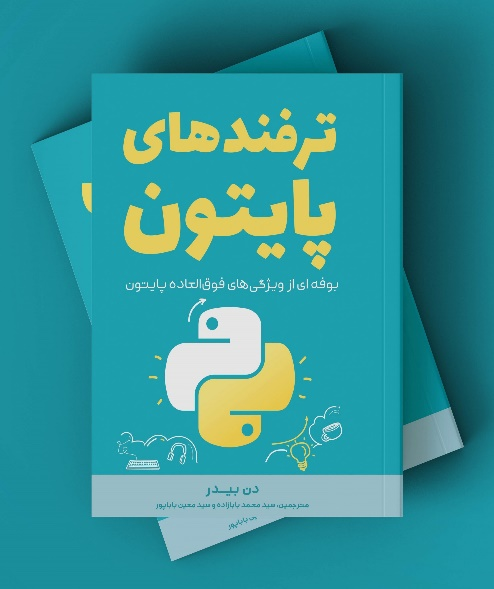 ترفندهای
پایتون
بوفه ای از ویژگی‌های فوق‌العاده پایتون
دن بیدر
مترجمین: سید محمد بابازاده و سید معین باباپور
باباپور